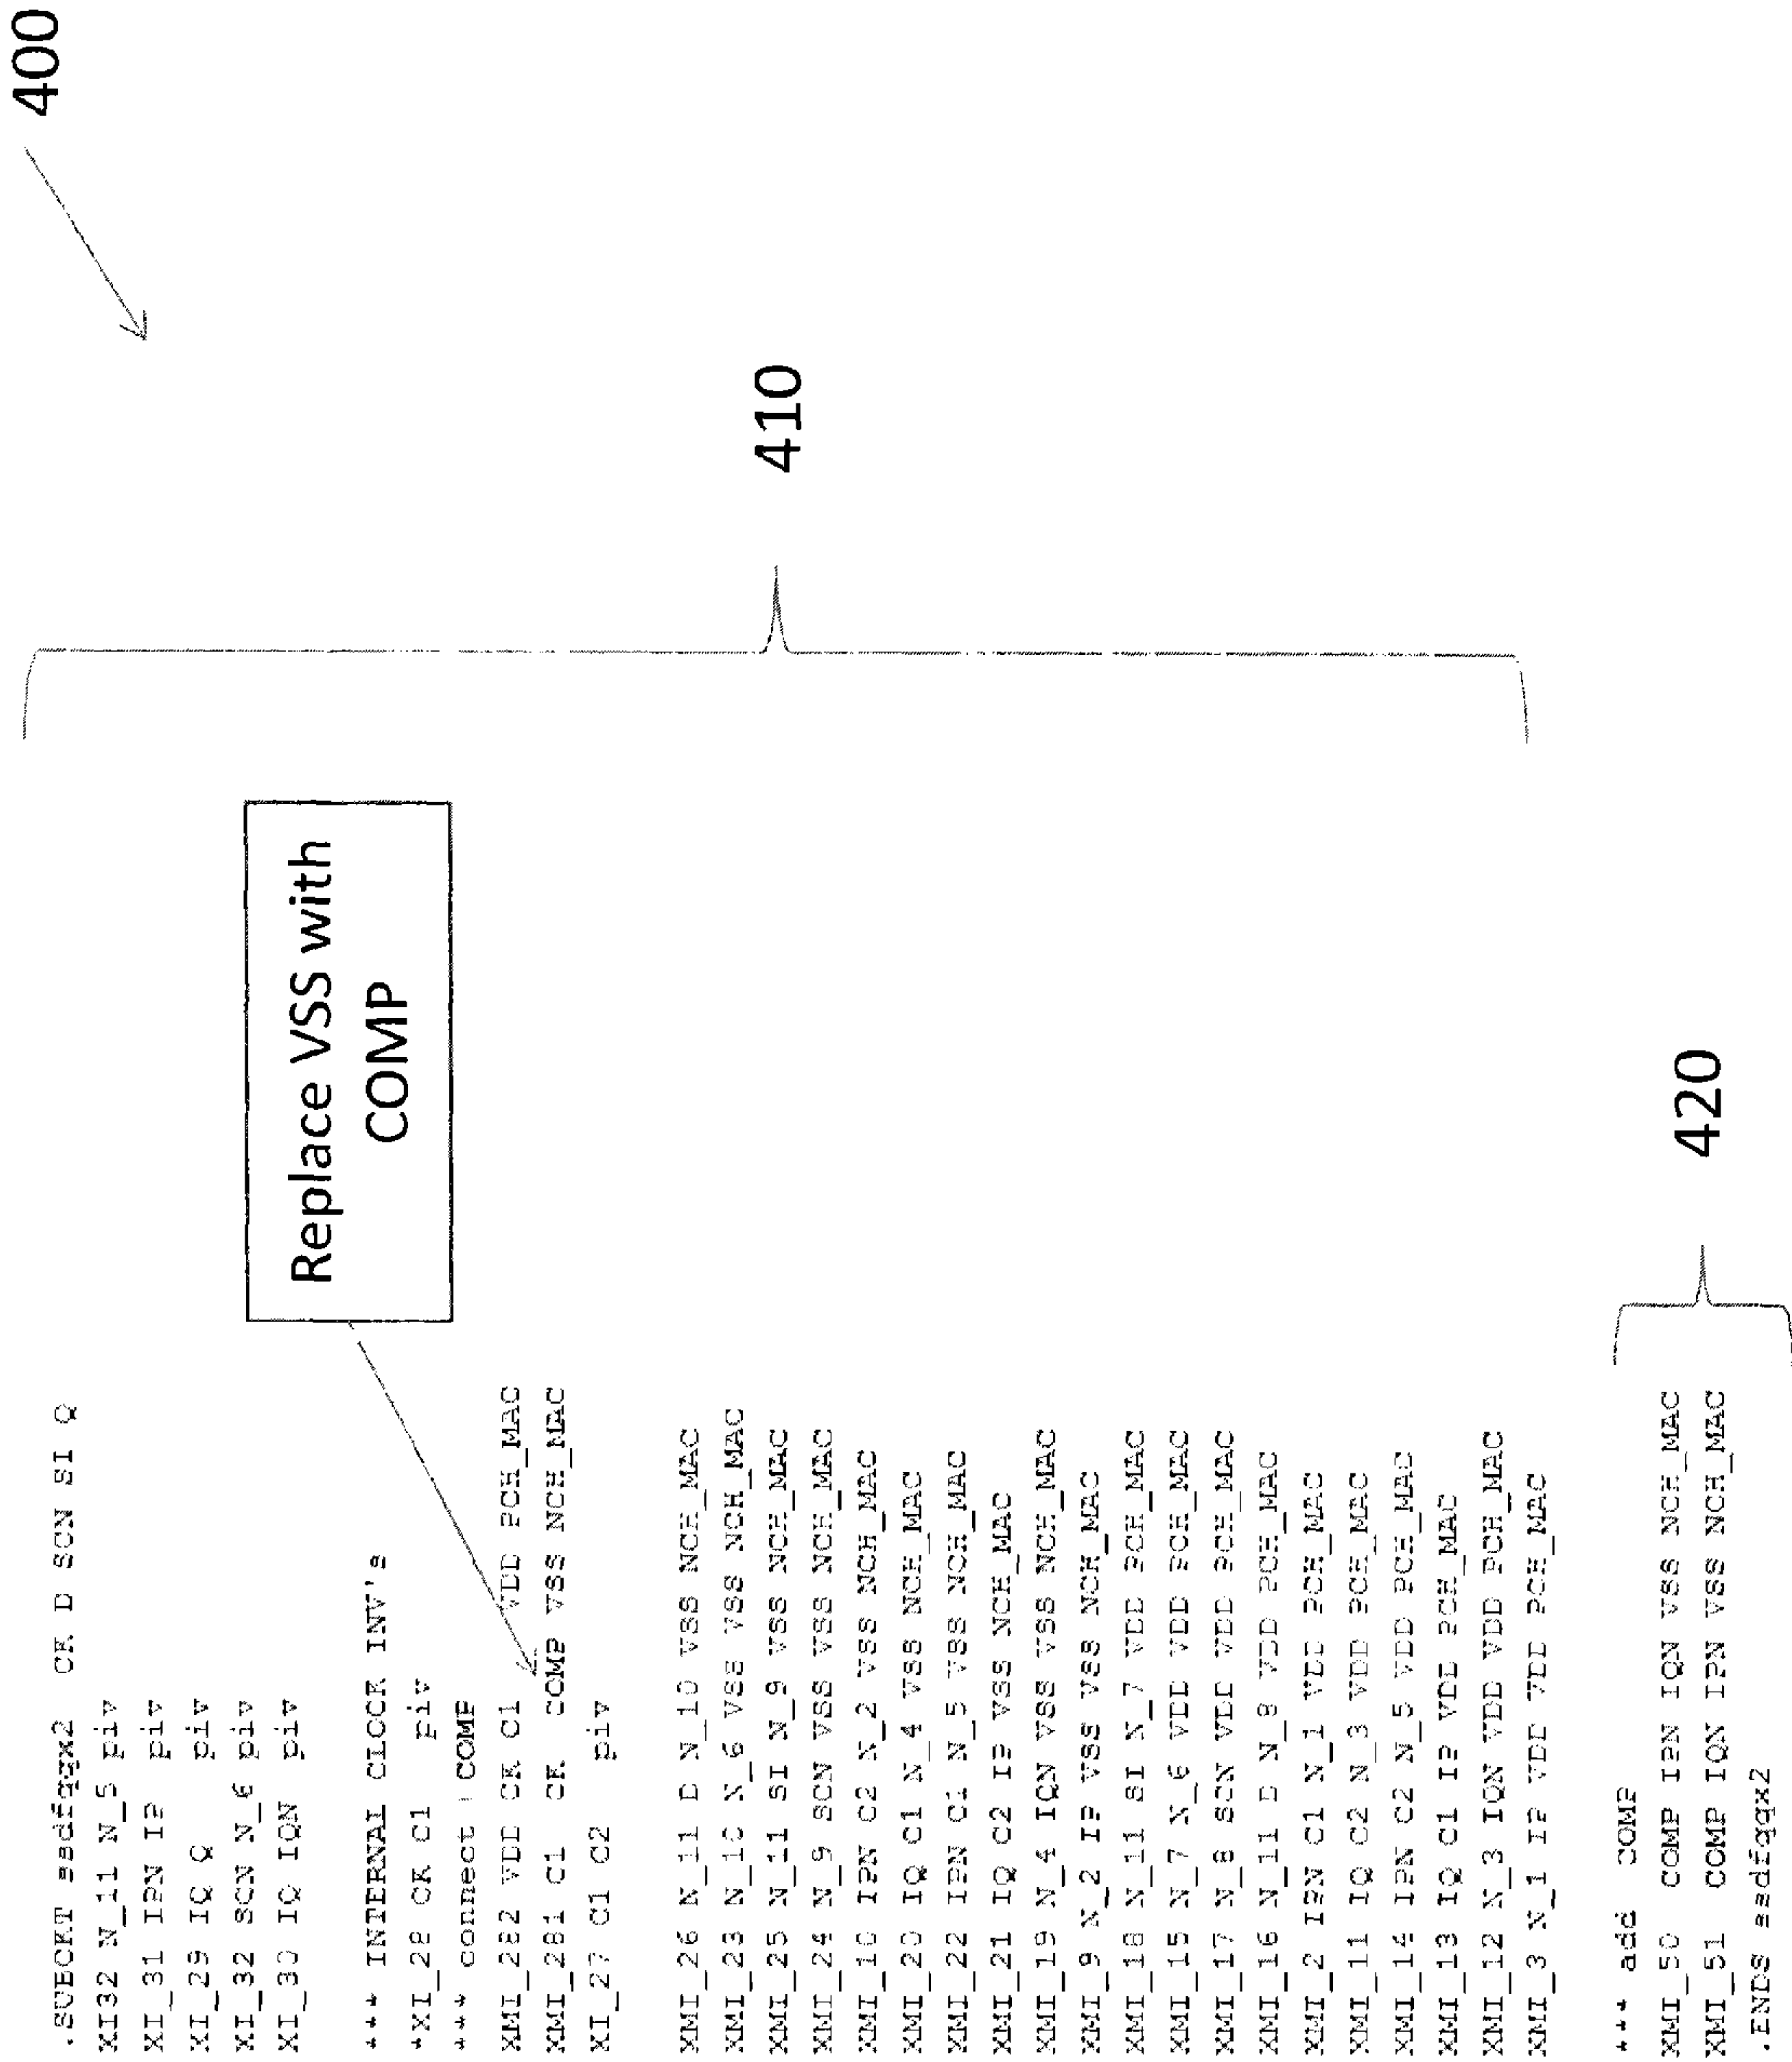 400
.SUBCKT ssdfqqx2 CK D SCN SI Q
XI32 N_11 N_5 piv
XI_31 IPN IP piv
XI_29 IQ Q piv
XI_32 SCN N_6 piv
XI_30 IQ IQN piv
*** INTERNAL CLOCK INV's
*XI_28 CK C1 piv
*** connect COMP
XMI_282 VDD CK C1 VDD PCH_MAC
XMI_281 C1 CK COMP VSS NCH_MAC
XI_27 C1 C2 piv
Replace VSS with
COMP
410
XMI_26 N_11 D N_10 VSS NCH_MAC
XMI_23 N_10 N_6 VSS VSS NCH_MAC
XMI_25 N_11 SI N_9 VSS NCH_MAC
XMI_24 N_9 SCN VSS VSS NCH_MAC
XMI_10 IPN C2 N_2 VSS NCH_MAC
XMI_20 IQ C1 N_4 VSS NCH_MAC
XMI_22 IPN C1 N_5 VSS NCH_MAC
XMI_21 IQ C2 IP VSS NCH_MAC
XMI_19 N_4 IQN VSS VSS NCH_MAC
XMI_9 N_2 IP VSS VSS NCH_MAC
XMI_18 N_11 SI N_7 VDD PCH_MAC
XMI_15 N_7 N_6 VDD VDD PCH_MAC
XMI_17 N_8 SCN VDD VDD PCH_MAC
XMI_16 N_11 D N_8 VDD PCH_MAC
XMI_2 IPN C1 N_1 VDD PCH_MAC
XMI_11 IQ C2 N_3 VDD PCH_MAC
XMI_14 IPN C2 N_5 VDD PCH_MAC
XMI_13 IQ C1 IP VDD PCH_MAC
XMI_12 N_3 IQN VDD VDD PCH_MAC
XMI_3 N_1 IP VDD VDD PCH_MAC
*** add COMP
XMI_50 COMP IPN IQN VSS NCH_MAC
XMI_51 COMP IQN IPN VSS NCH_MAC
.ENDS ssdfqqx2
420